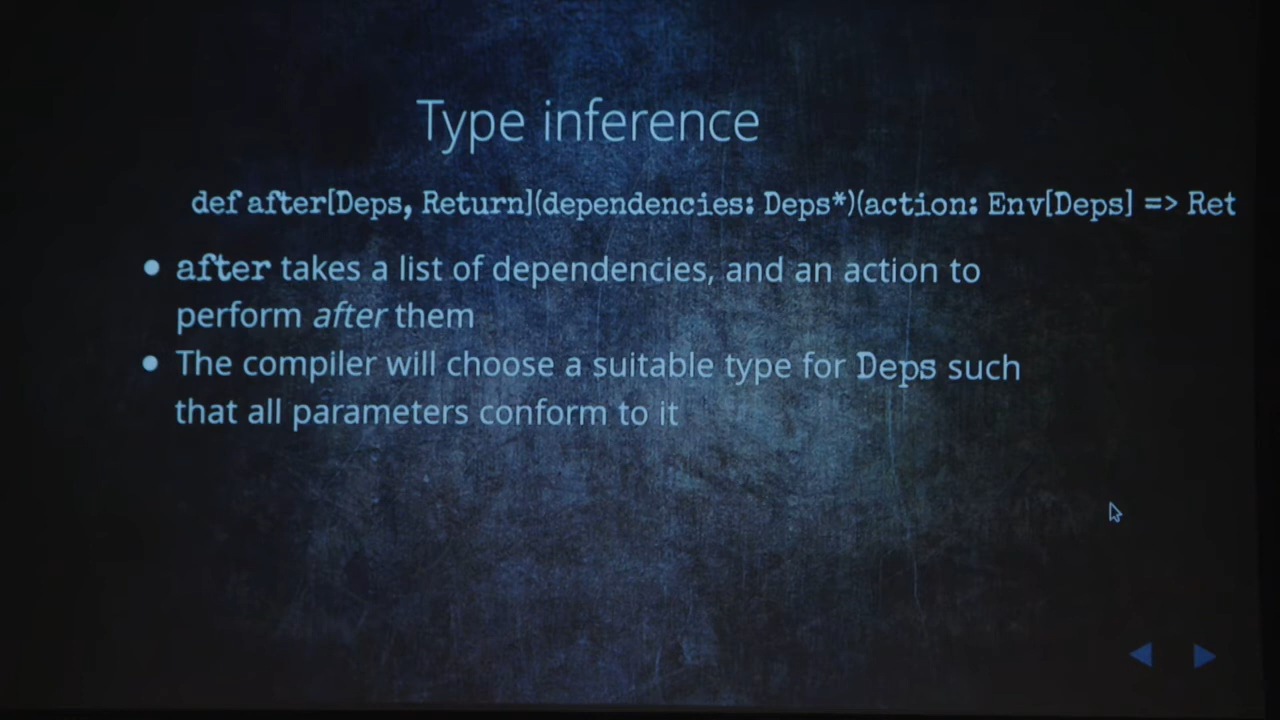 Type inference
def after[Deps, Return](dependencies: Deps*)(action: Env[Deps] => Ret
• after takes a list of dependencies, and an action to
perform after them
• The compiler will choose a suitable type for Deps such
that all parameters conform to it